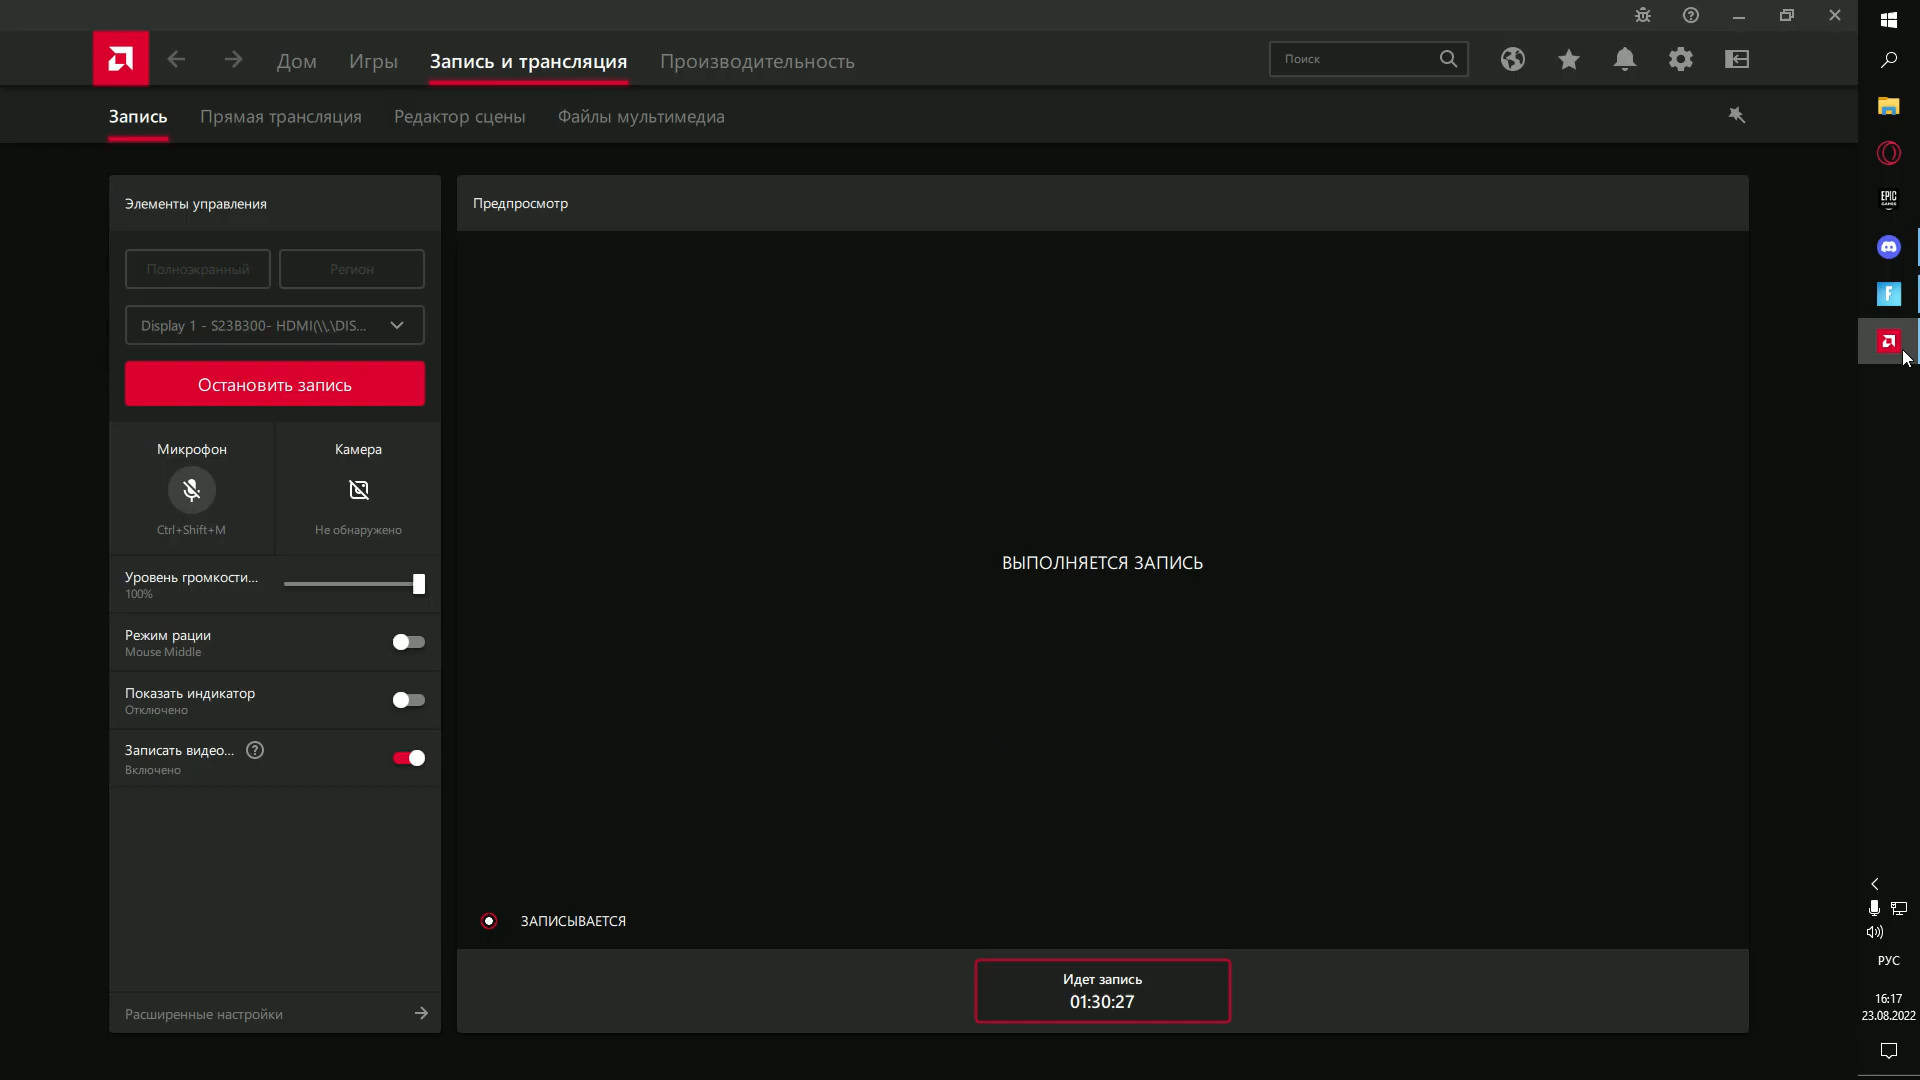 Дом
Игры
Запись и трансляция
Производительность
Поиск
Запись
Прямая трансляция
Редактор сцены
Файлы мультимедиа
EPIC
GAMES
Элементы управления
Предпросмотр
Полноэкранный
Регион
Display 1 - S23B300- HDMI(\\.\DIS...
Остановить запись
Микрофон
Камера
Ctrl+Shift+M
Не обнаружено
Уровень громкости...
100%
Режим рации
Mouse Middle
Показать индикатор
Отключено
Записать видео...
Включено
Расширенные настройки
ВЫПОЛНЯЕТСЯ ЗАПИСЬ
ЗАПИСЫВАЕТСЯ
Идет запись
01:30:27
РУС
16:17
23.08.2022